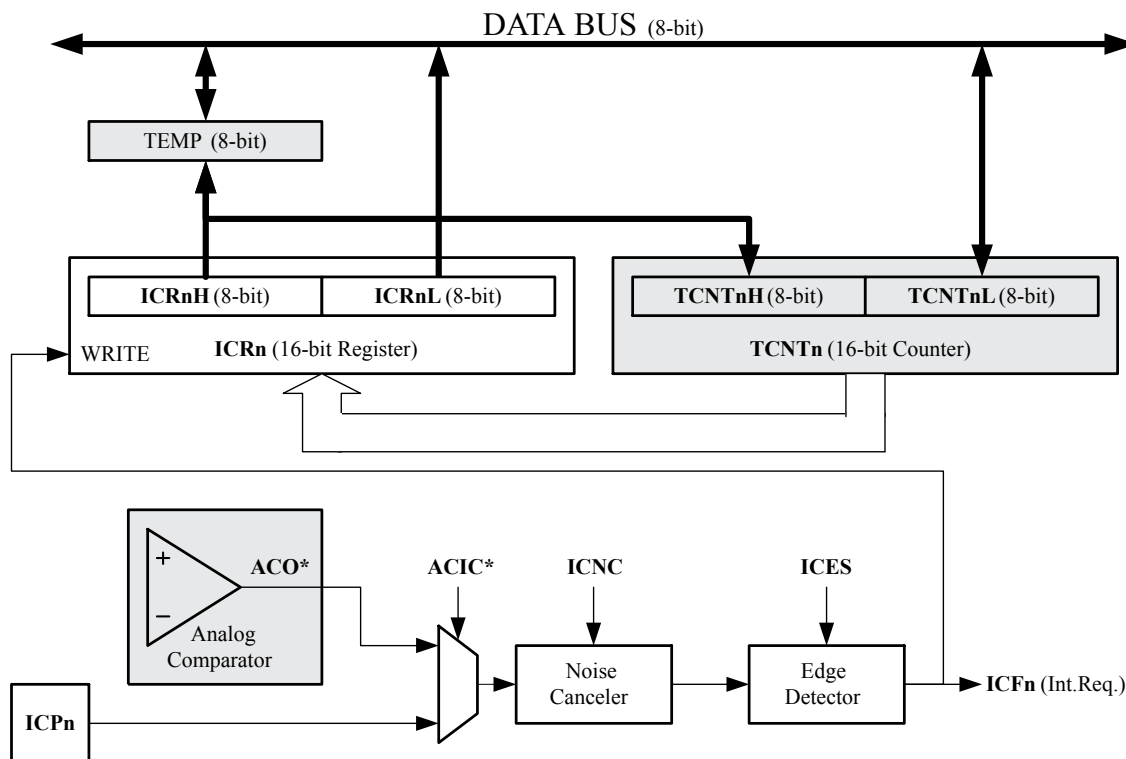 DATA BUS (8-bit)
TEMP (8-bit)
ICRnH (8-bit) ICRnL (8-bit) TCNTnH (8-bit) TCNTnL (8-bit)
WRITE ICRn (16-bit Register) TCNTn (16-bit Counter)
+
ACO* ACIC* ICNC ICES
−
Analog
Comparator
Noise
Canceler
Edge
Detector
ICFn (Int.Req.)
ICPn